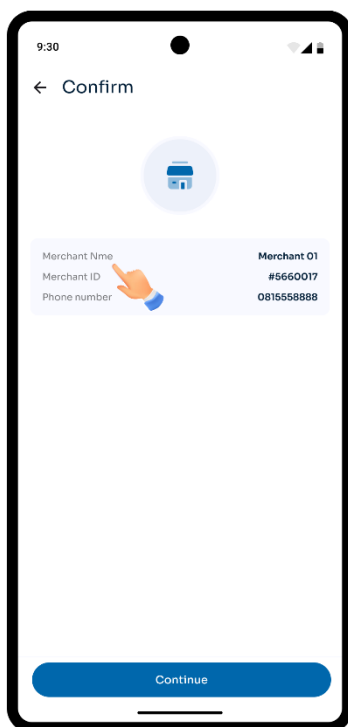 9:30
Confirm
Merchant Nme Merchant 01
Merchant ID #5660017
Phone number 0815558888
Continue